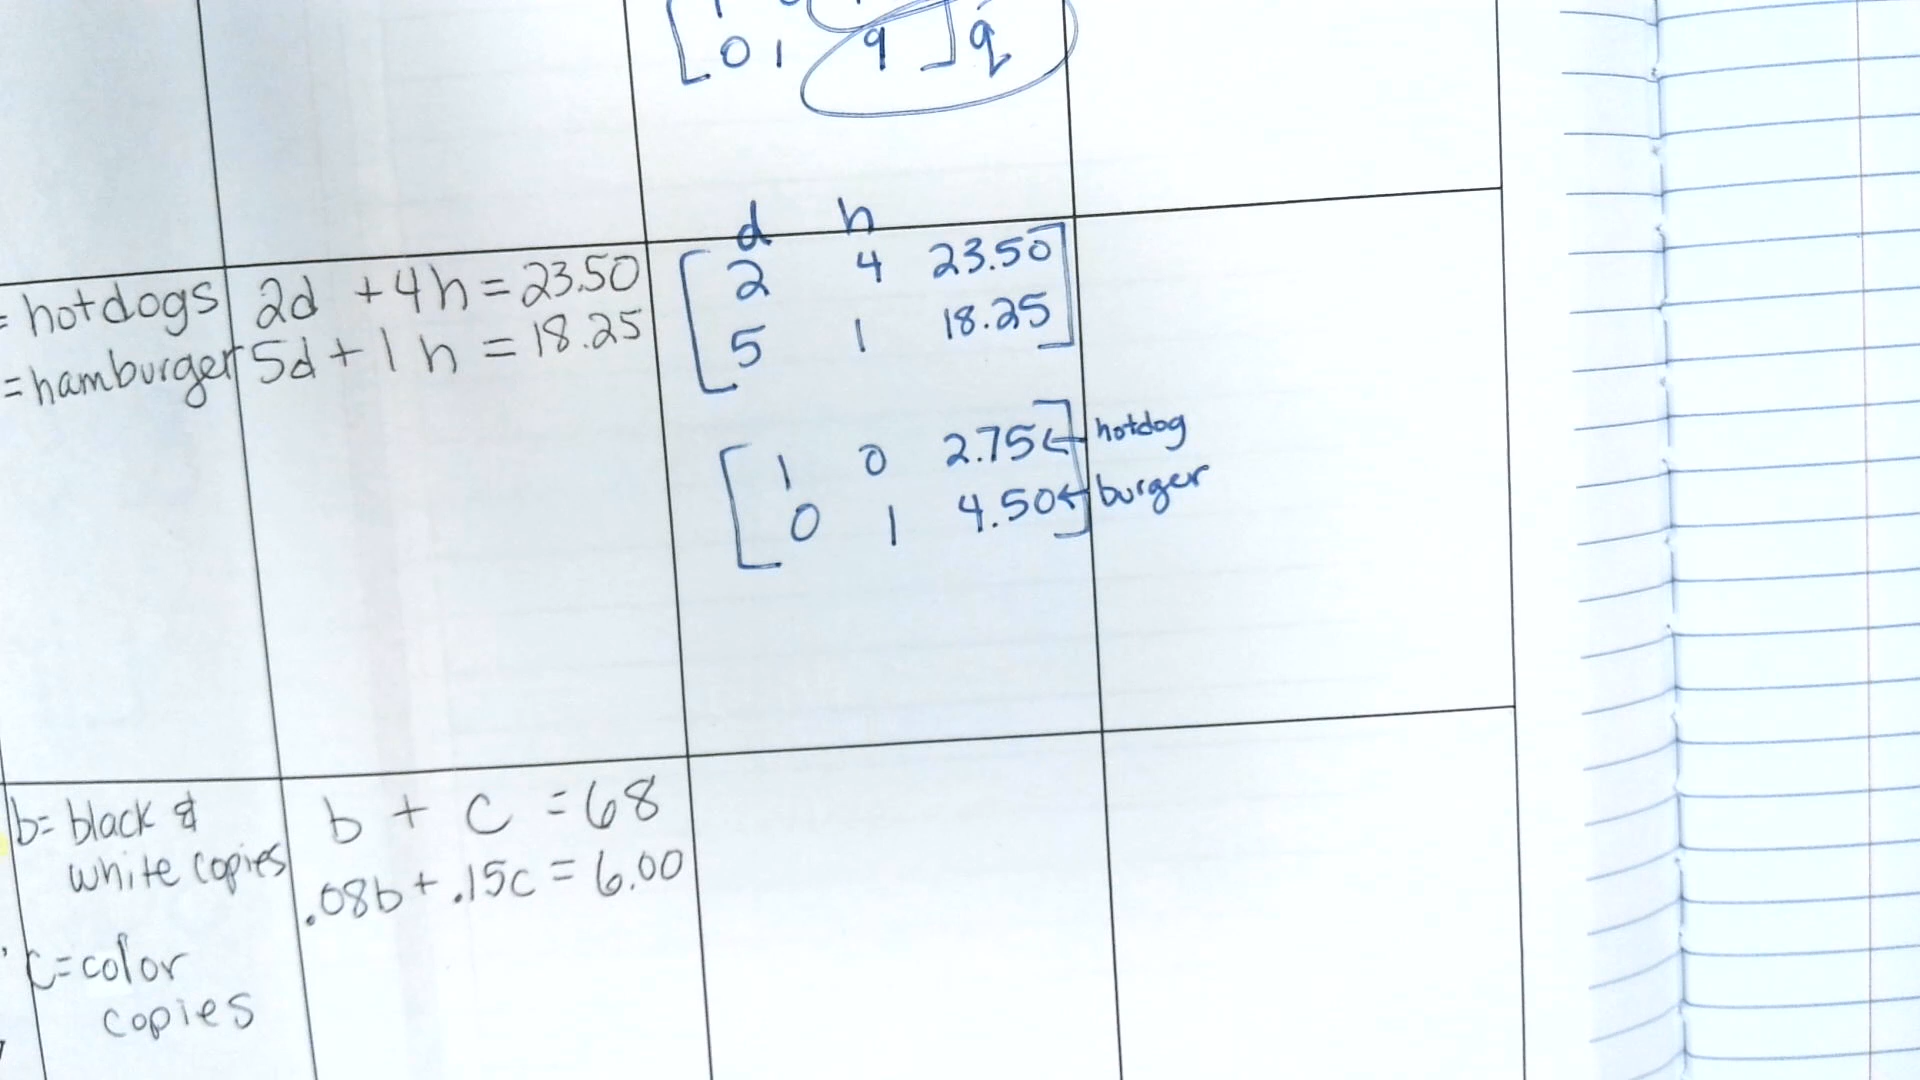 [0 1 9] q
d h
= hotdogs 2d + 4h = 23.50 [2 4 23.50]
= hamburger 5d + 1h = 18.25 [5 1 18.25]
[1 0 2.75] ← hotdog
[0 1 4.50] ← burger
b = black & b + c = 68
white copies .08b + .15c = 6.00
c = color
copies